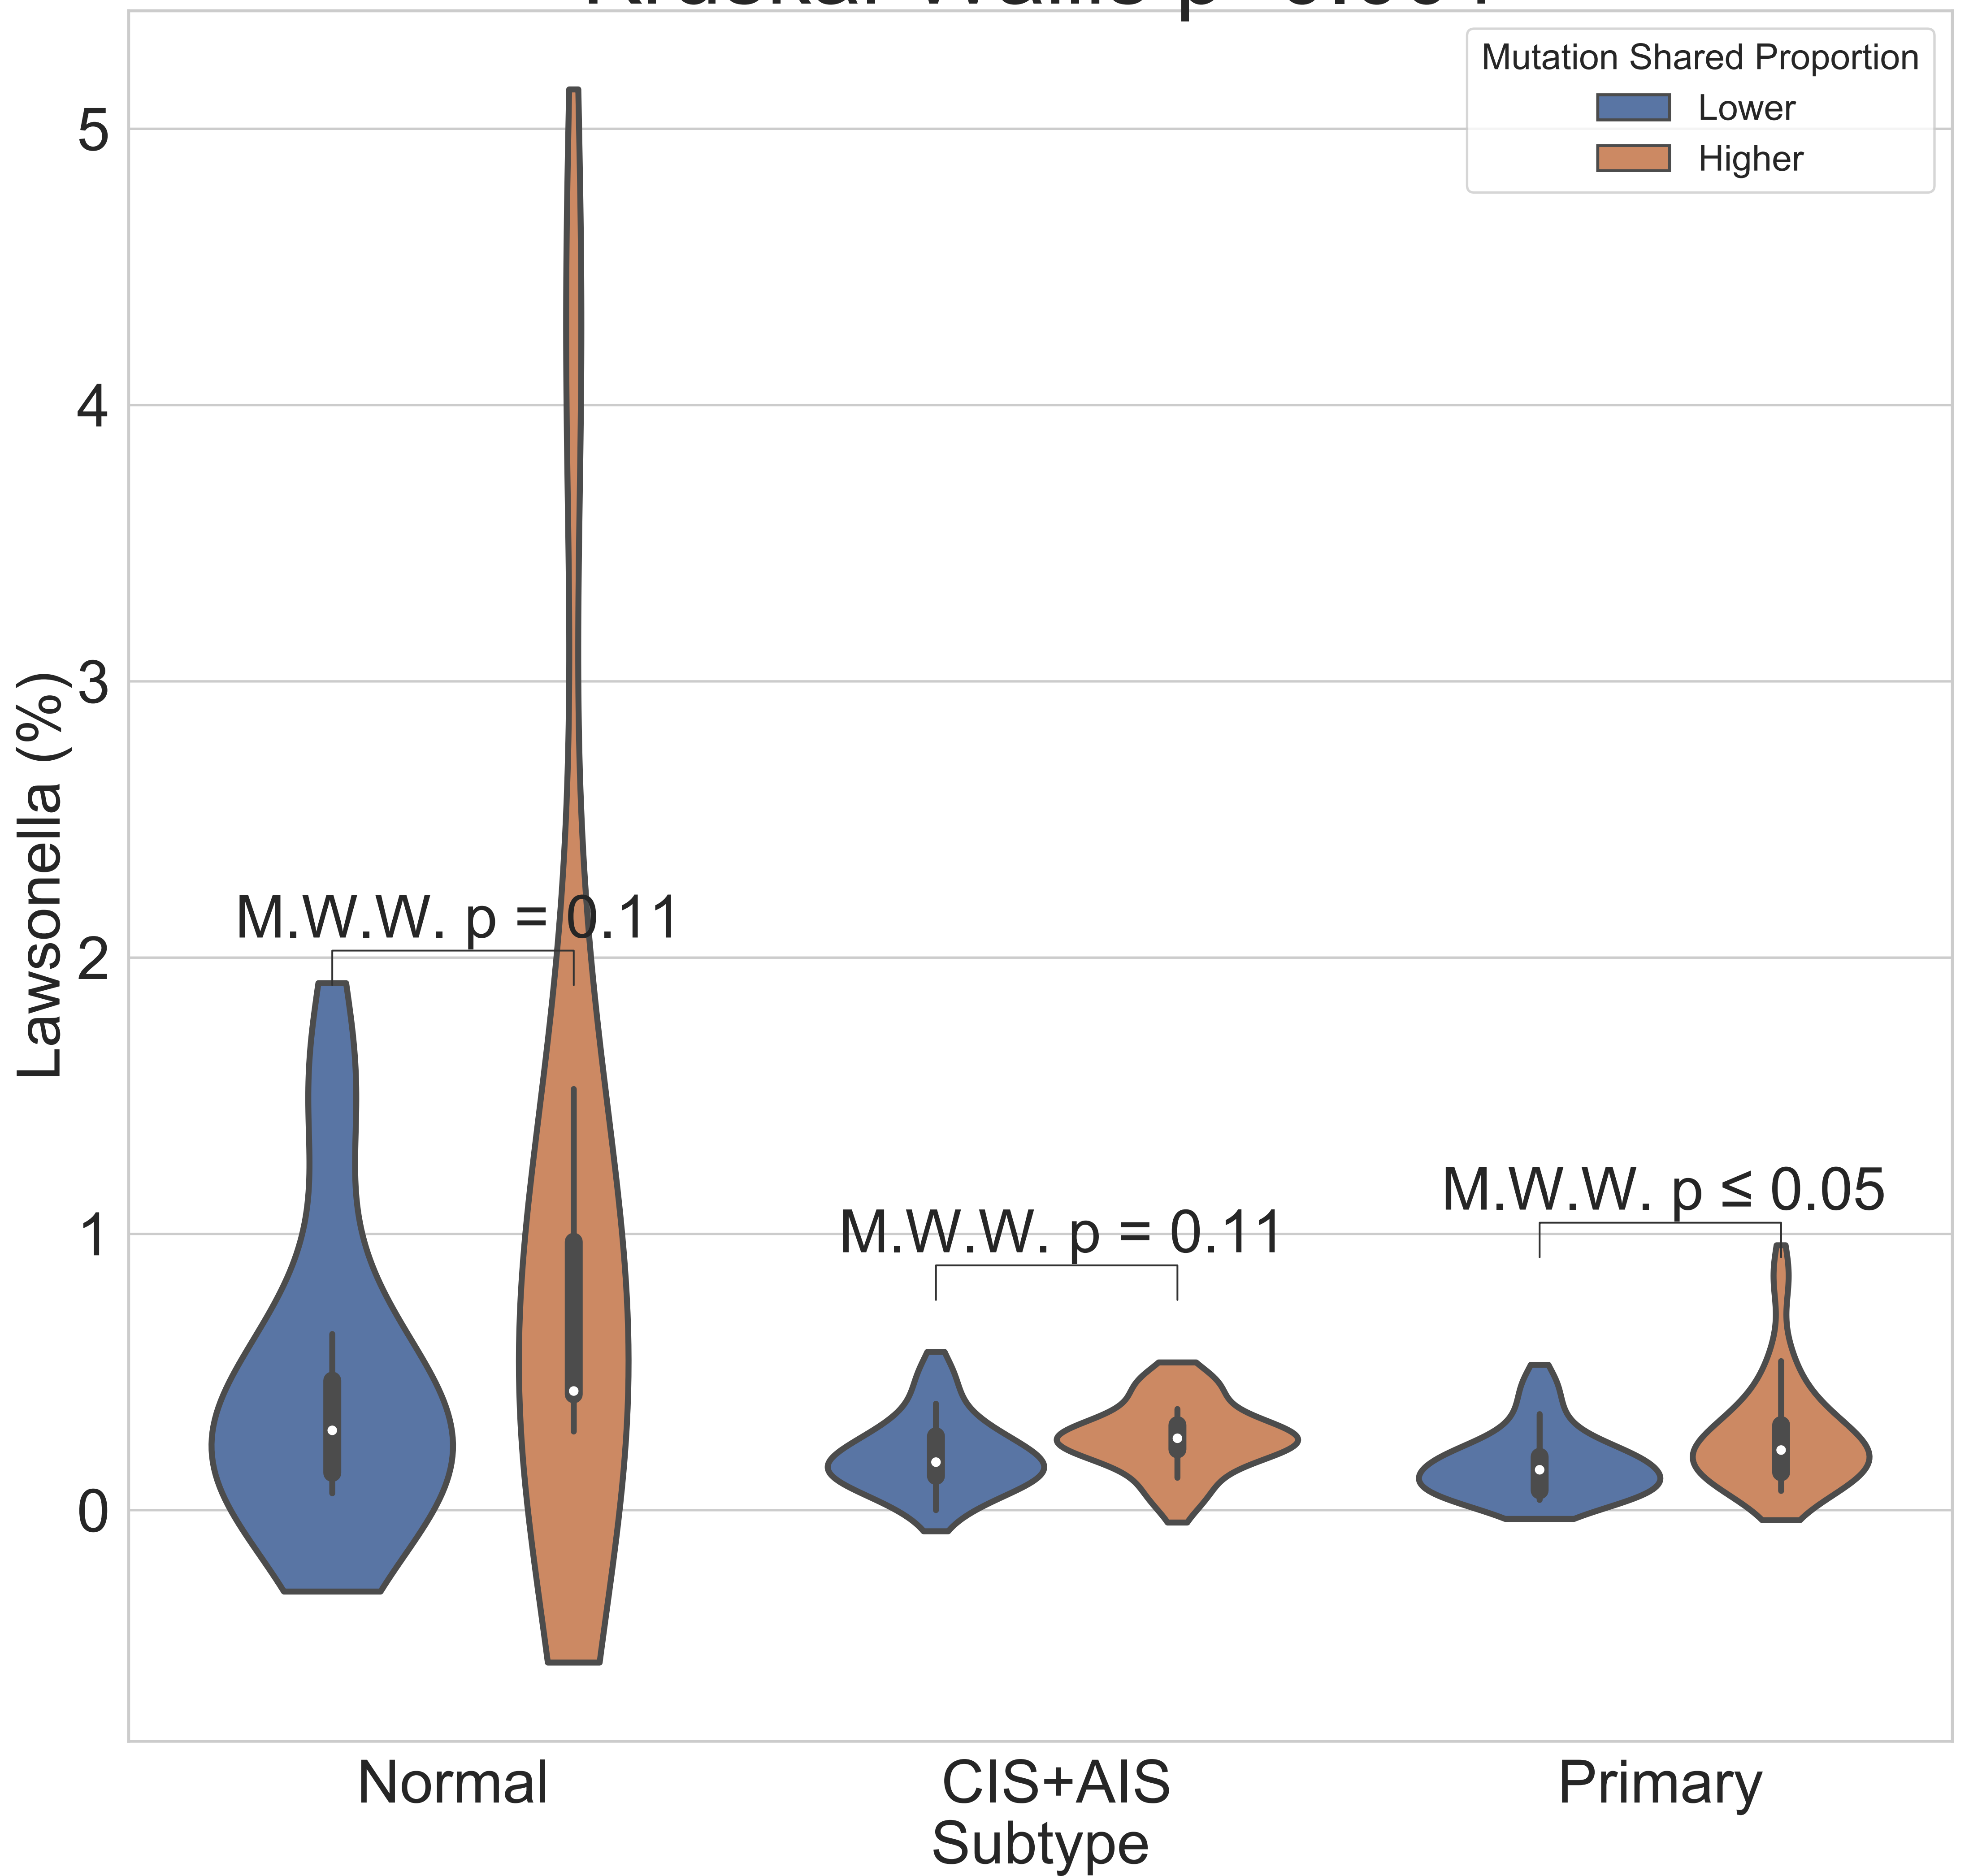 Mutation Shared Proportion
Lower
Higher
5
4
3
2
1
0
Lawsonella (%)
M.W.W. p = 0.11
M.W.W. p = 0.11
M.W.W. p ≤ 0.05
Normal
CIS+AIS
Primary
Subtype